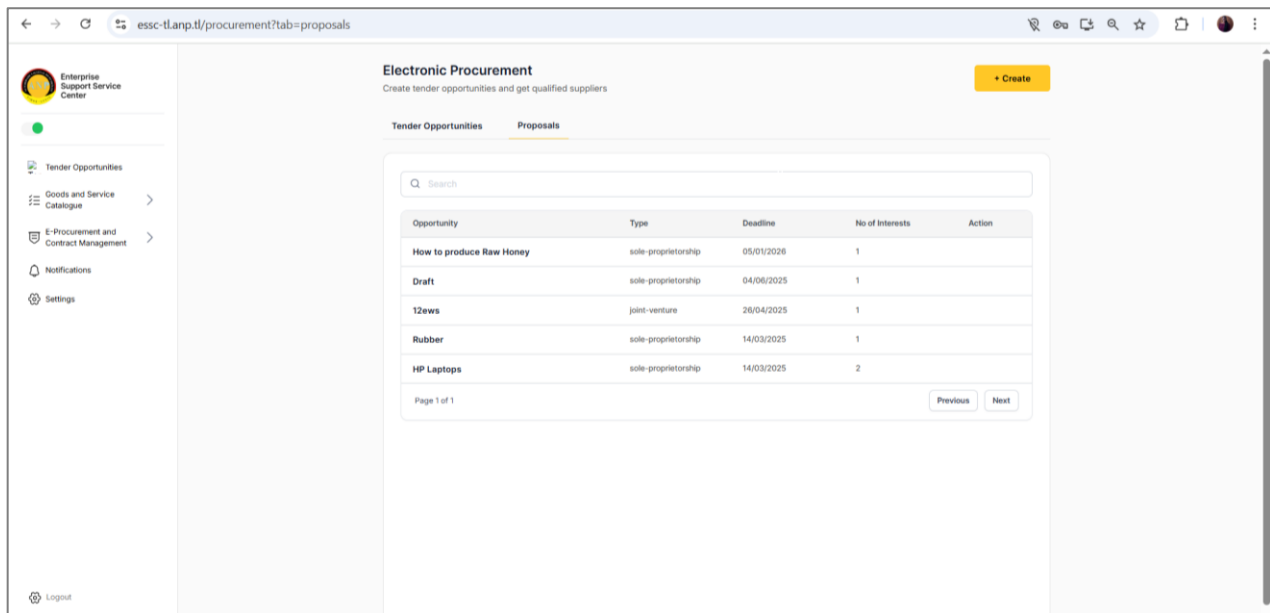 essc-tl.anp.tl/procurement?tab=proposals
Enterprise
Support Service
Center
Tender Opportunities
Goods and Service
Catalogue
E-Procurement and
Contract Management
Notifications
Settings
Logout
Electronic Procurement
Create tender opportunities and get qualified suppliers
+ Create
Tender Opportunities Proposals
Search
Opportunity Type Deadline No of Interests Action
How to produce Raw Honey sole-proprietorship 05/01/2026 1
Draft sole-proprietorship 04/06/2025 1
12ews joint-venture 26/04/2025 1
Rubber sole-proprietorship 14/03/2025 1
HP Laptops sole-proprietorship 14/03/2025 2
Page 1 of 1 Previous Next